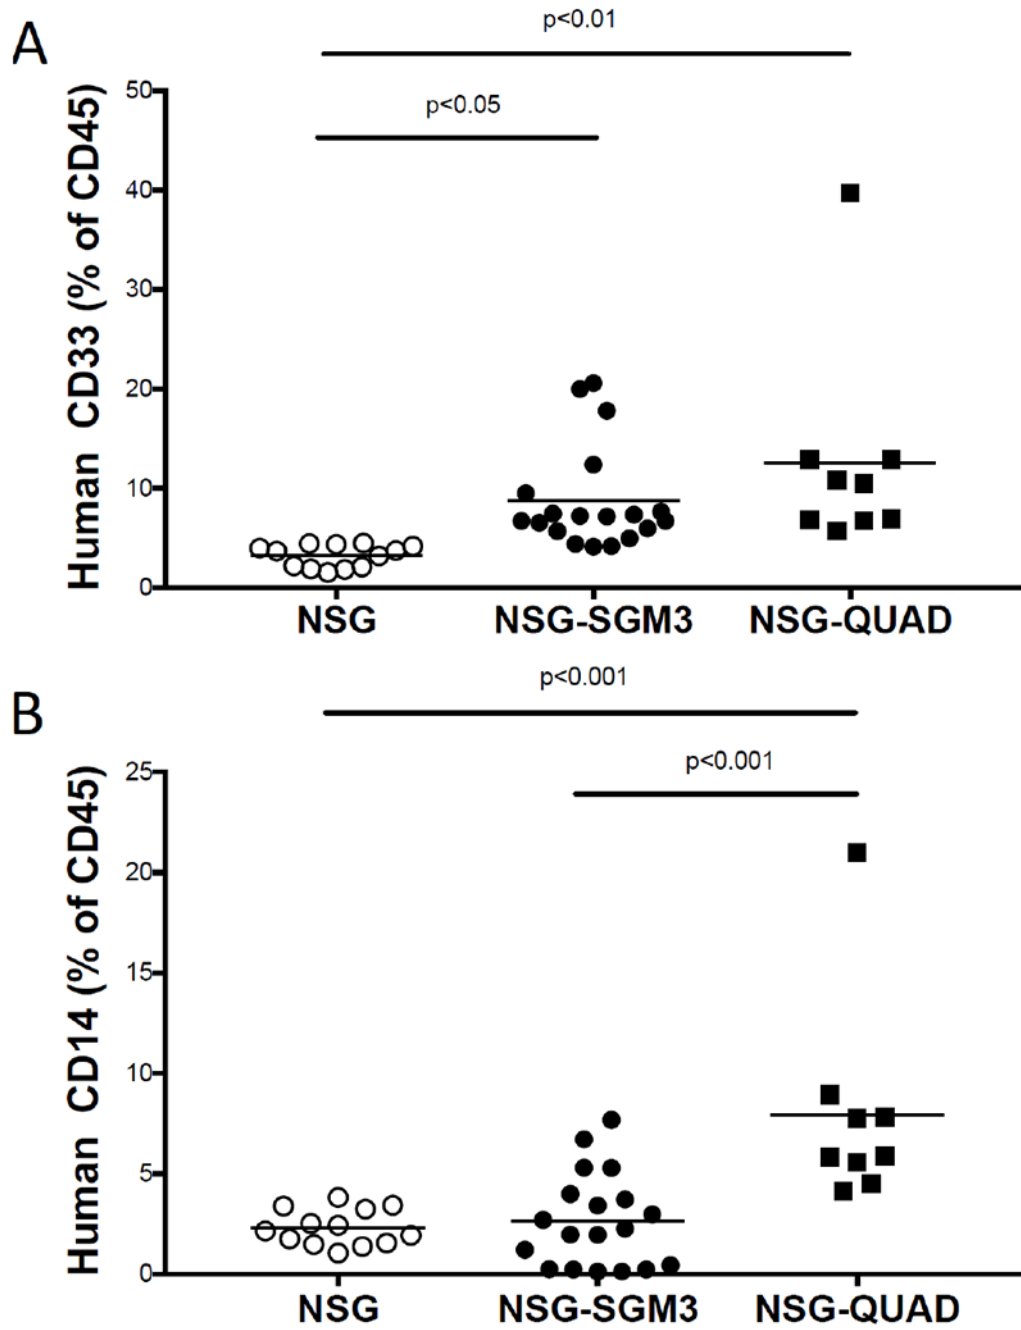 A
p<0.01
p<0.05
Human CD33 (% of CD45)
50
40
30
20
10
0
NSG NSG-SGM3 NSG-QUAD
B
p<0.001
p<0.001
Human CD14 (% of CD45)
25
20
15
10
5
0
NSG NSG-SGM3 NSG-QUAD